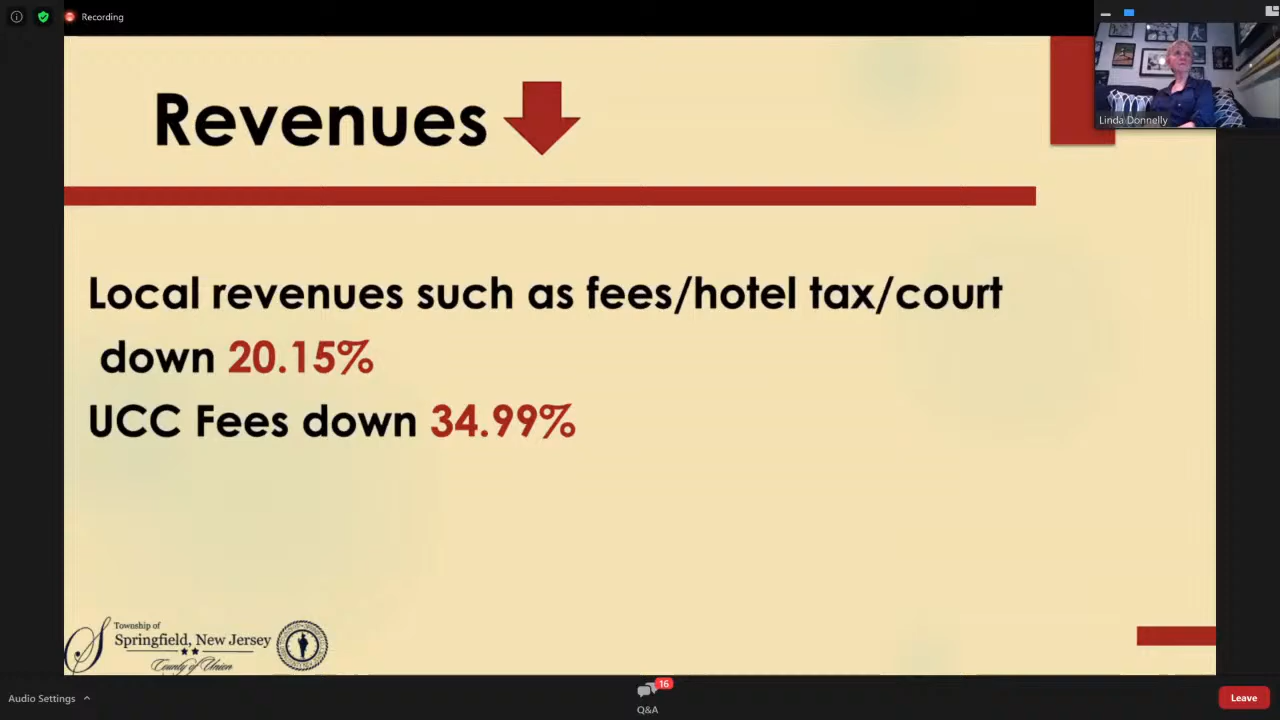 Recording
Linda Donnelly
Revenues
Local revenues such as fees/hotel tax/court
down 20.15%
UCC Fees down 34.99%
Township of
Springfield, New Jersey
County of Union
Audio Settings
16
Q&A
Leave